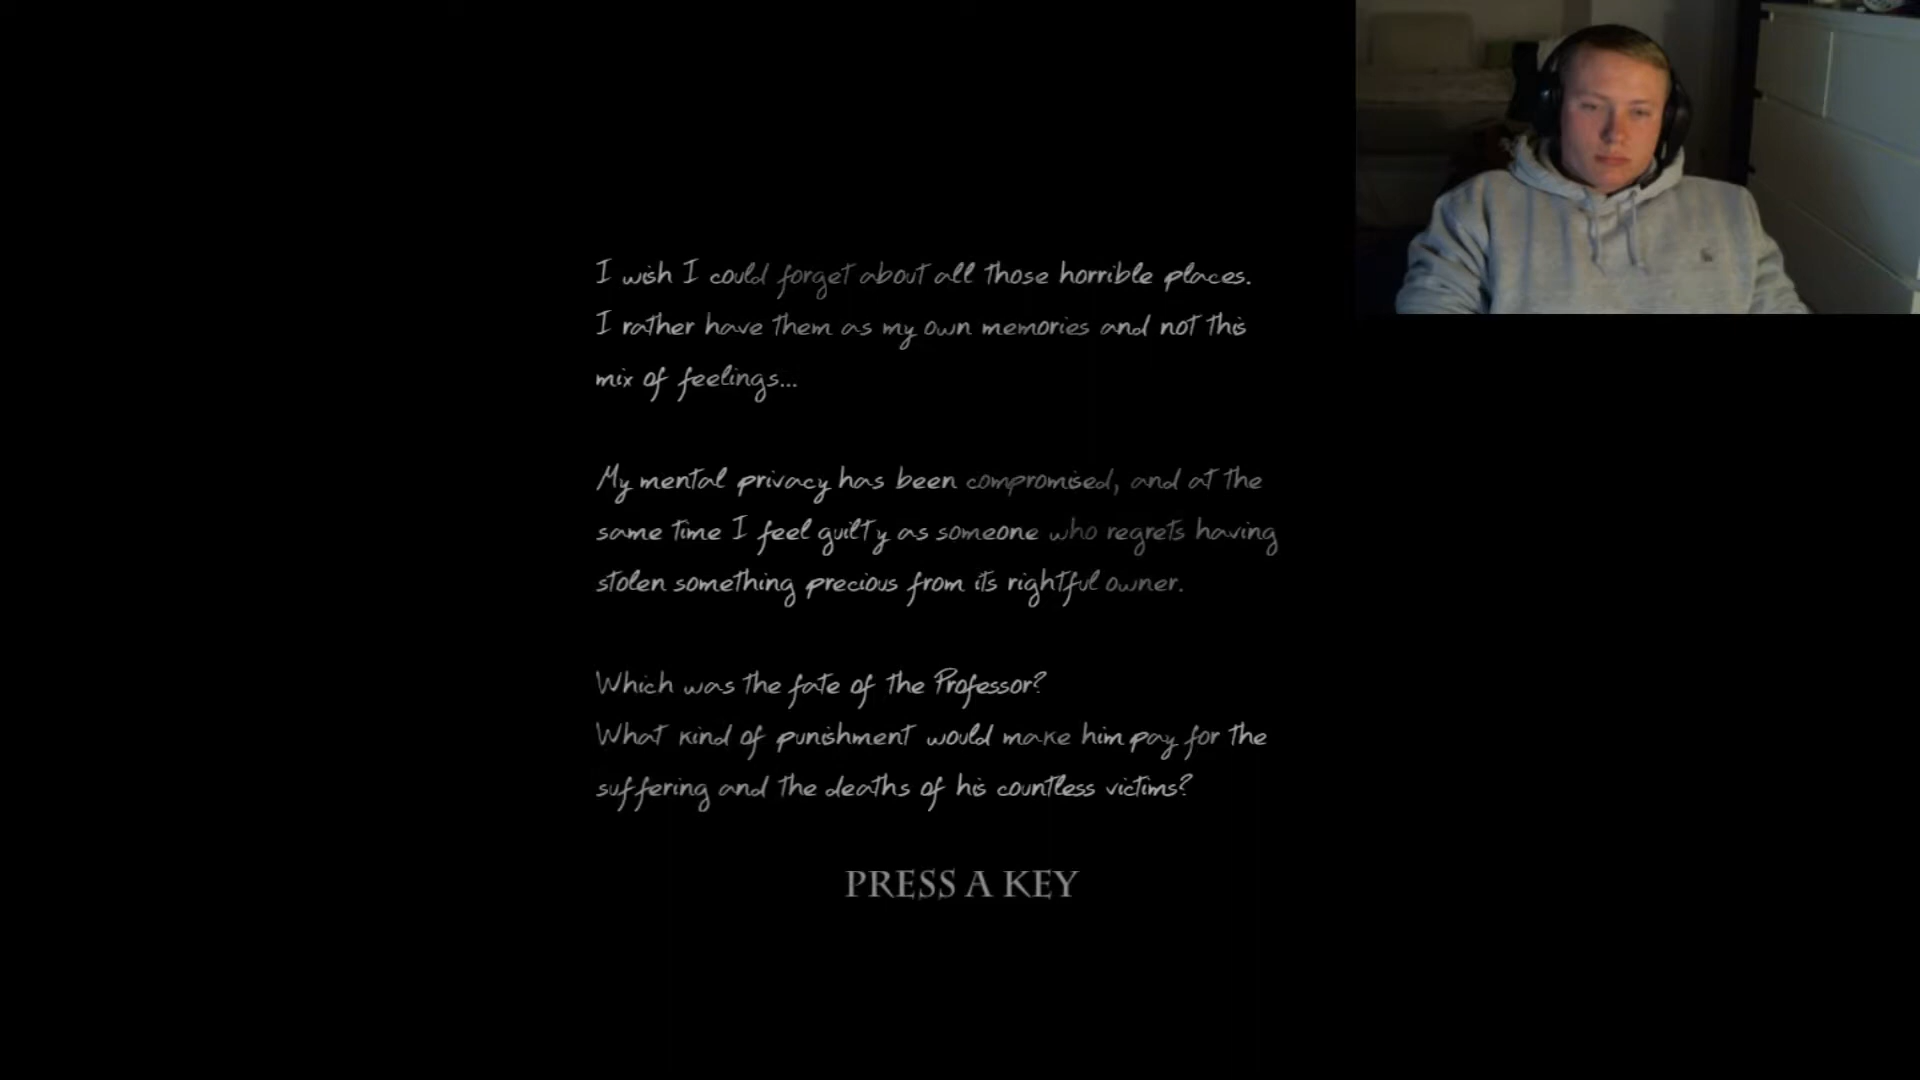 I wish I could forget about all those horrible places.
I rather have them as my own memories and not this
mix of feelings...
My mental privacy has been compromised, and at the
same time I feel guilty as someone who regrets having
stolen something precious from its rightful owner.
Which was the fate of the Professor?
What kind of punishment would make him pay for the
suffering and the deaths of his countless victims?
PRESS A KEY